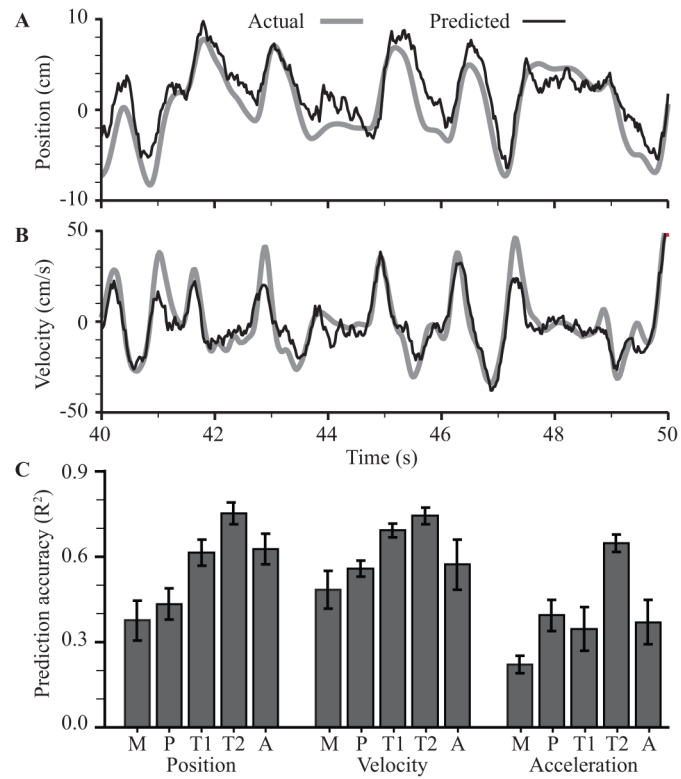 A
Actual
Predicted
10
0
-10
Position (cm)
B
50
0
-50
Velocity (cm/s)
40
42
44
46
48
50
Time (s)
C
0.9
0.6
0.3
0.0
Prediction accuracy (R²)
M P T1 T2 A
M P T1 T2 A
M P T1 T2 A
Position
Velocity
Acceleration